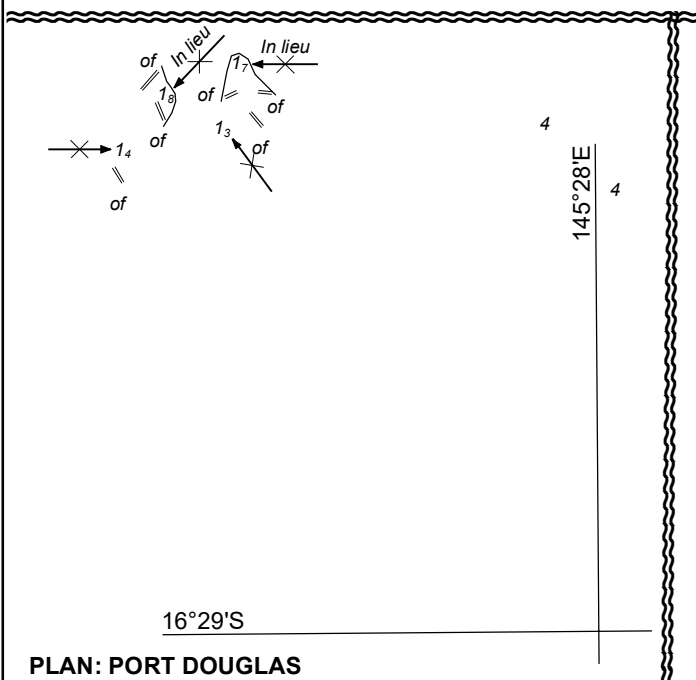 of
In lieu
1₈
of
1₇
In lieu
of
of
1₃
of
1₄
of
4
145°28'E
4
16°29'S
PLAN: PORT DOUGLAS